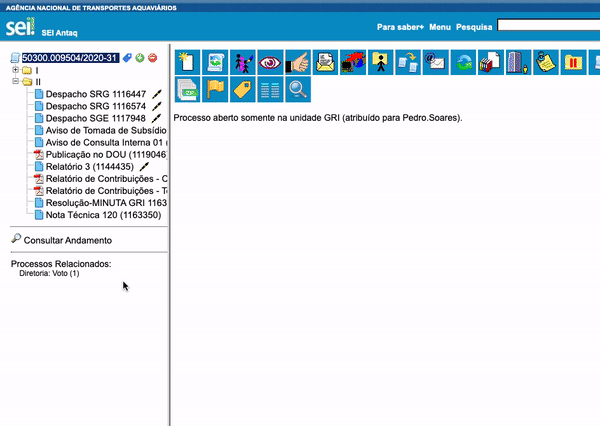 AGÊNCIA NACIONAL DE TRANSPORTES AQUAVIÁRIOS
sei!
SEI Antaq
Para saber+ Menu Pesquisa
50300.009504/2020-31
I
II
Despacho SRG 1116447
Despacho SRG 1116574
Despacho SGE 1117948
Aviso de Tomada de Subsídio
Aviso de Consulta Interna 01 (
Publicação no DOU (1119046
Relatório 3 (1144435)
Relatório de Contribuições - C
Relatório de Contribuições - T
Resolução-MINUTA GRI 1163
Nota Técnica 120 (1163350)
Consultar Andamento
Processos Relacionados:
Diretoria: Voto (1)
Processo aberto somente na unidade GRI (atribuído para Pedro.Soares).